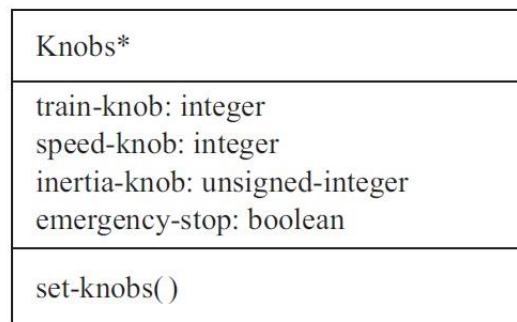 Knobs*
train-knob: integer
speed-knob: integer
inertia-knob: unsigned-integer
emergency-stop: boolean
set-knobs( )